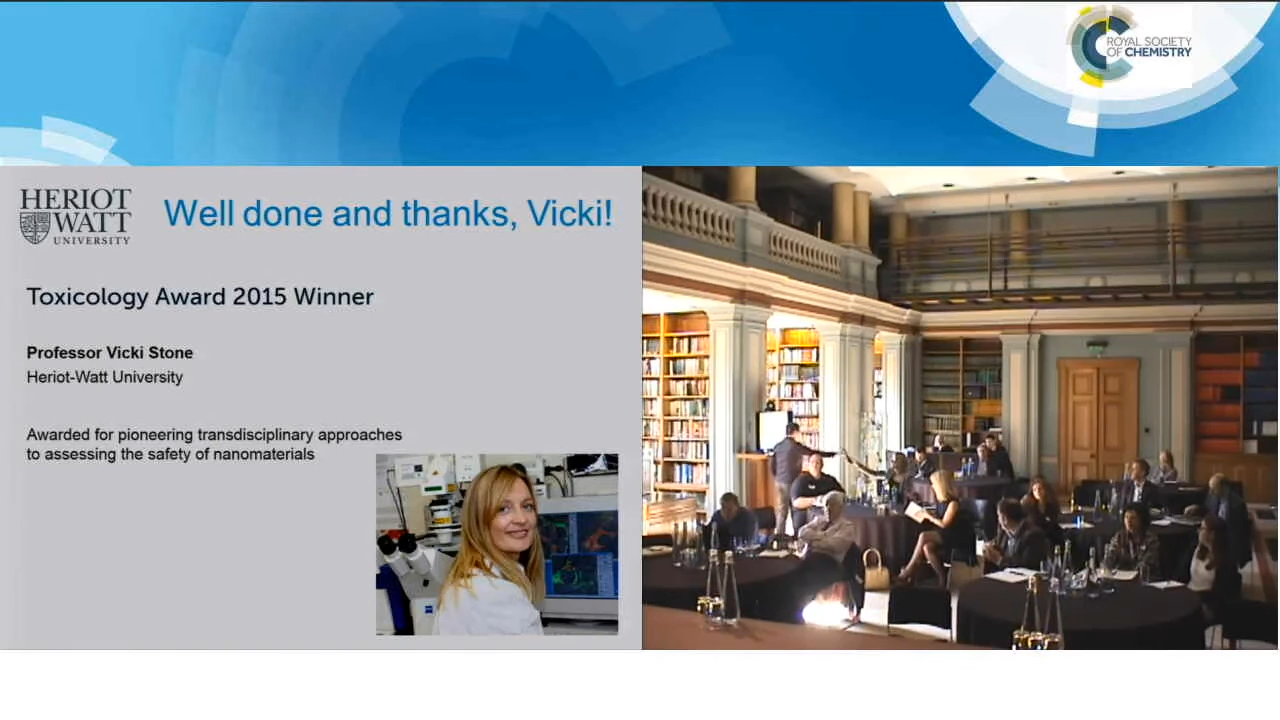 ROYAL SOCIETY
OF CHEMISTRY
HERIOT
WATT
UNIVERSITY
Well done and thanks, Vicki!
Toxicology Award 2015 Winner
Professor Vicki Stone
Heriot-Watt University
Awarded for pioneering transdisciplinary approaches
to assessing the safety of nanomaterials